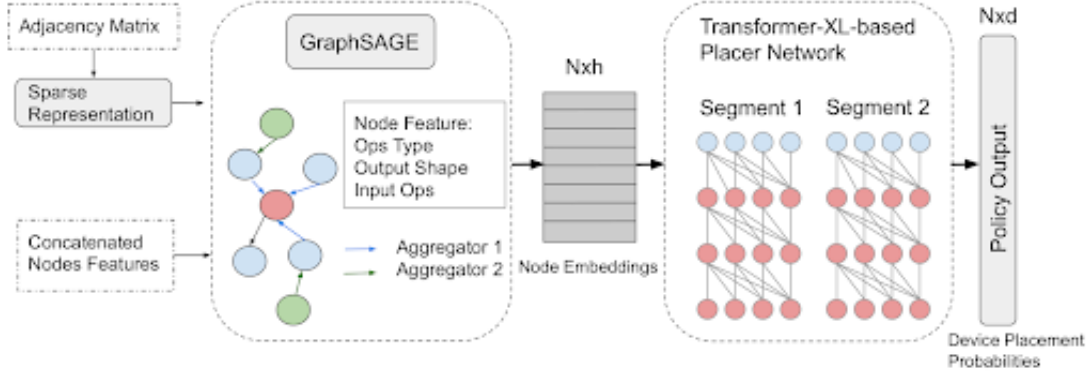 Adjacency Matrix
Sparse
Representation
Concatenated
Nodes Features
GraphSAGE
Node Feature:
Ops Type
Output Shape
Input Ops
Aggregator 1
Aggregator 2
Nxh
Node Embeddings
Transformer-XL-based
Placer Network
Segment 1
Segment 2
Nxd
Policy Output
Device Placement
Probabilities